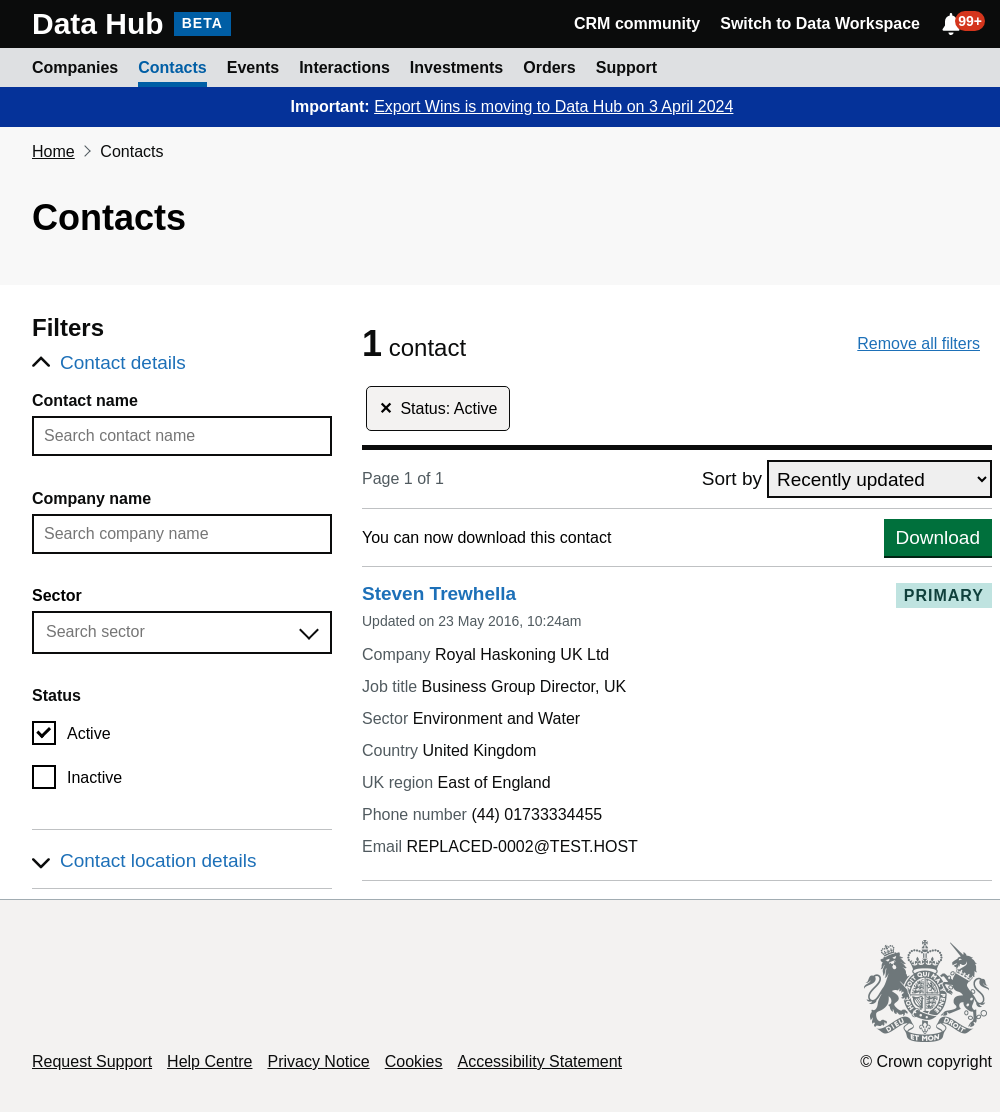 Data Hub BETA
CRM community Switch to Data Workspace 99+
Companies Contacts Events Interactions Investments Orders Support
Important: Export Wins is moving to Data Hub on 3 April 2024
Home Contacts
Contacts
Filters
Contact details
Contact name
Search contact name
Company name
Search company name
Sector
Search sector
Status
Active
Inactive
Contact location details
1 contact
Remove all filters
✕ Status: Active
Page 1 of 1
Sort by Recently updated
You can now download this contact
Download
Steven Trewhella
PRIMARY
Updated on 23 May 2016, 10:24am
Company Royal Haskoning UK Ltd
Job title Business Group Director, UK
Sector Environment and Water
Country United Kingdom
UK region East of England
Phone number (44) 01733334455
Email REPLACED-0002@TEST.HOST
DIEU ET MON DROIT
Request Support Help Centre Privacy Notice Cookies Accessibility Statement
© Crown copyright